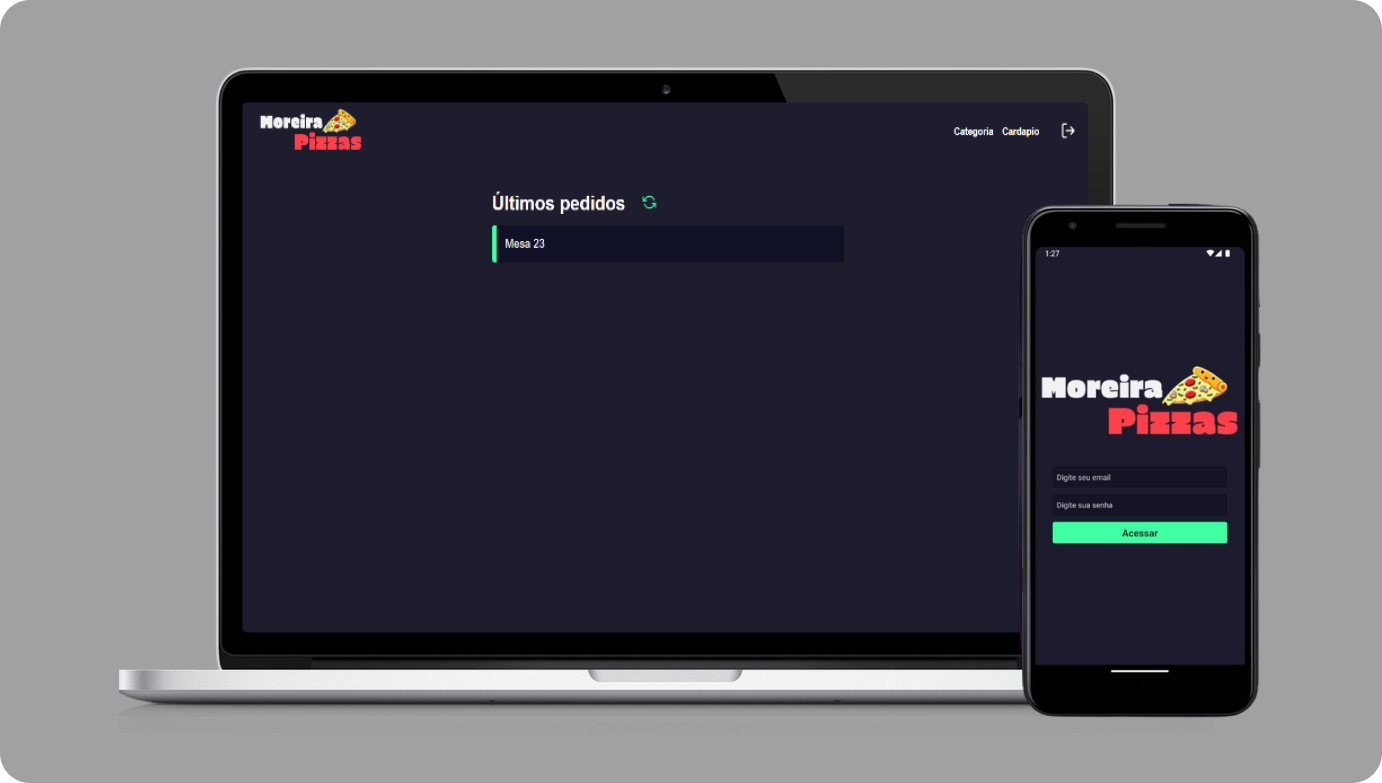 Moreira
Pizzas
Categoria Cardapio
Últimos pedidos
Mesa 23
1:27
Moreira
Pizzas
Digite seu email
Digite sua senha
Acessar